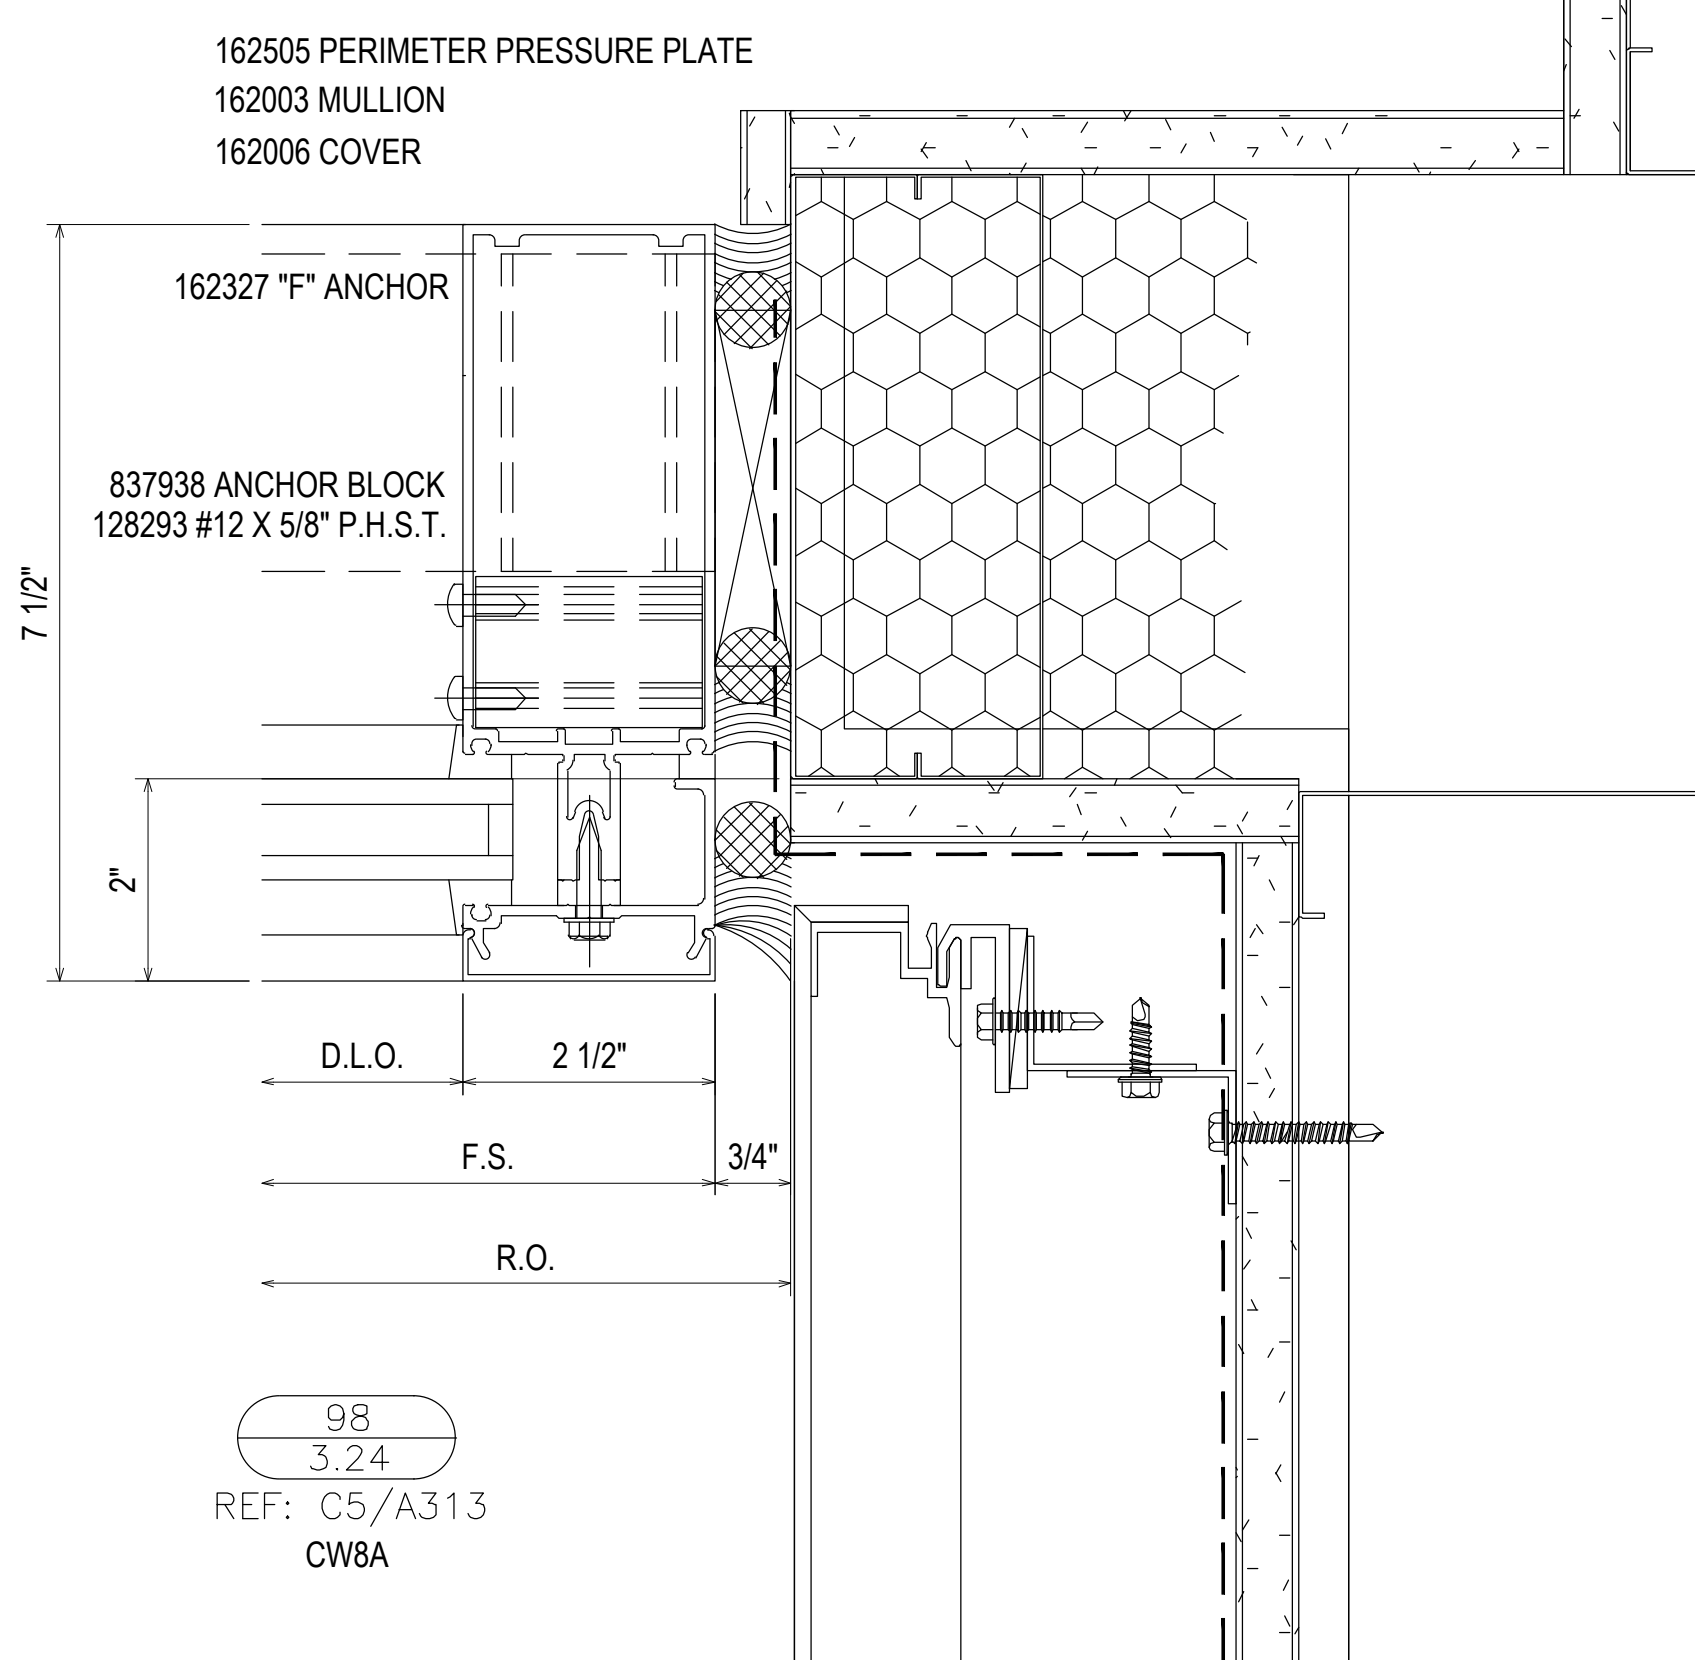 162505 PERIMETER PRESSURE PLATE
162003 MULLION
162006 COVER
162327 "F" ANCHOR
837938 ANCHOR BLOCK
128293 #12 X 5/8" P.H.S.T.
7 1/2"
2"
D.L.O.
2 1/2"
F.S.
3/4"
R.O.
98
3.24
REF: C5/A313
CW8A